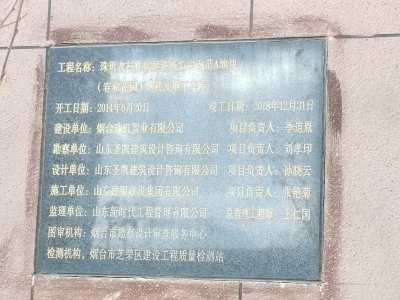 工程名称：珠玑农村
（春和花园）
开工日期：2014年5月20日 竣工日期：2018年12月31日
建设单位：烟台 置业有限公司 项目负责人：季道恩
勘察单位：山东圣凯建筑设计咨询有限公司 项目负责人：刘孝印
设计单位：山东圣凯建筑设计咨询有限公司 项目负责人：孙晓云
施工单位：山东 建设集团有限公司 项目负责人：张艳菊
监理单位：山东新时代工程管理有限公司 总监理工程师：王仁国
图审机构：烟台市勘察设计审查服务中心
检测机构：烟台市芝罘区建设工程质量检测站